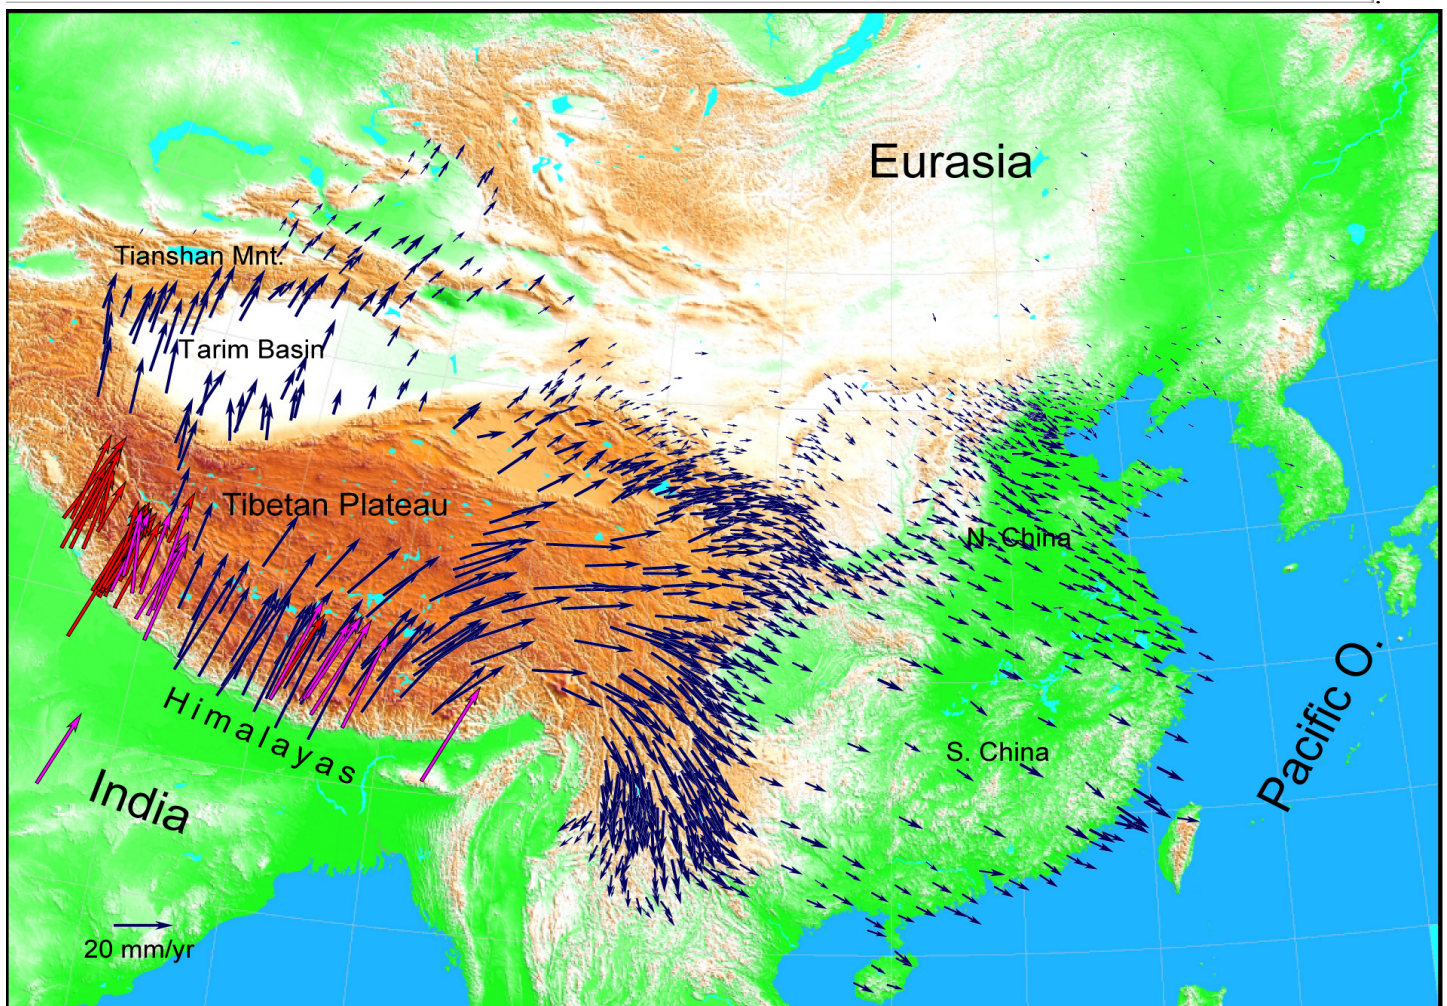 Eurasia
Tianshan Mnt.
Tarim Basin
Tibetan Plateau
N. China
Himalayas
S. China
Pacific O.
India
20 mm/yr